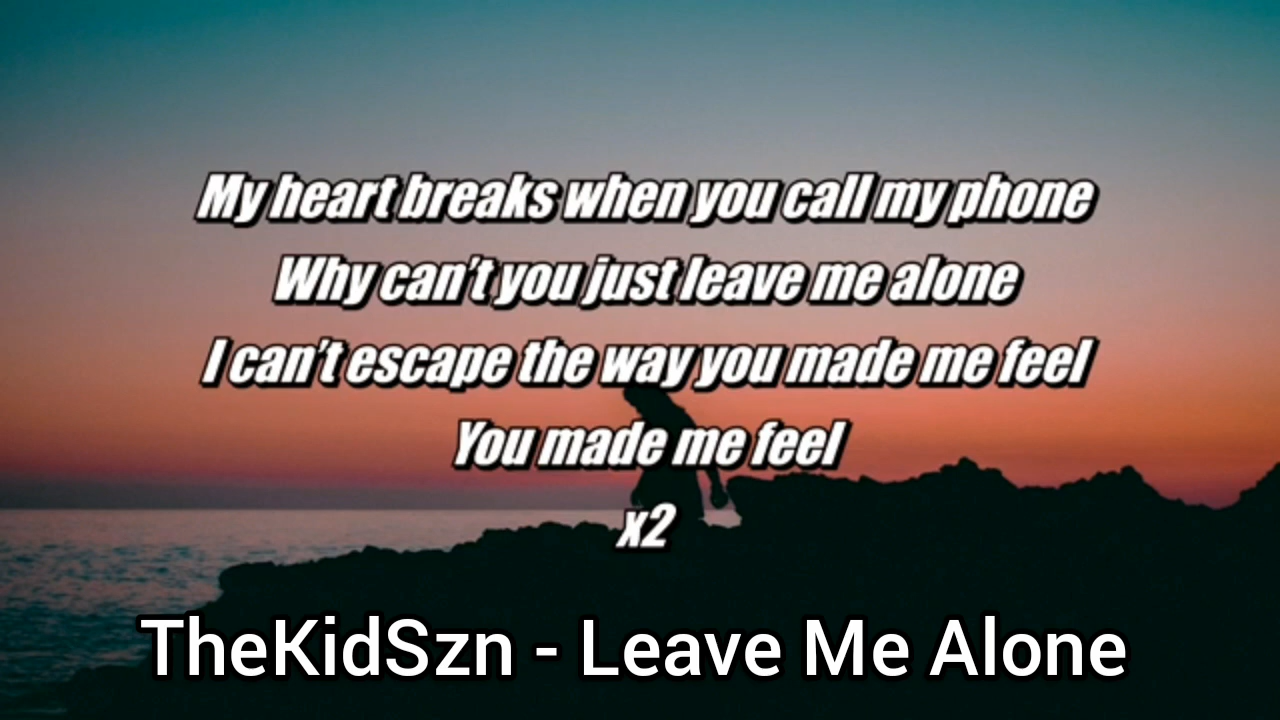 My heart breaks when you call my phone
Why can't you just leave me alone
I can't escape the way you made me feel
You made me feel
x2
TheKidSzn - Leave Me Alone